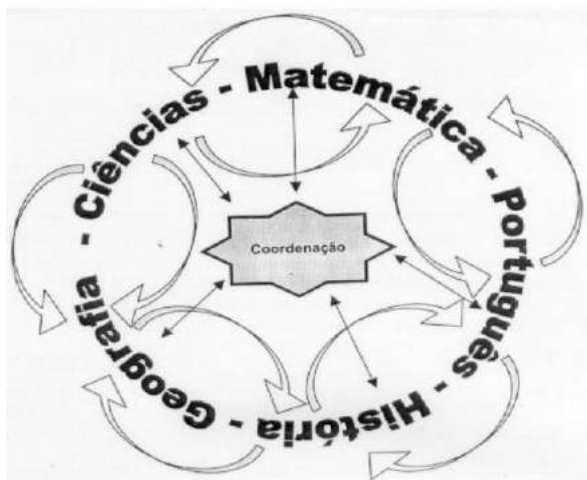 Ciências - Matemática - Português - História - Geografia -
Coordenação